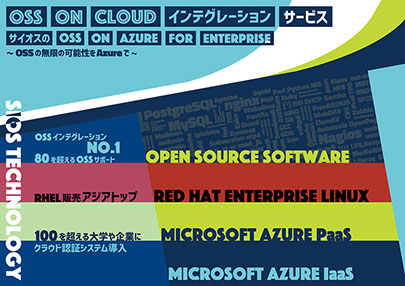 OSS ON CLOUD インテグレーション サービス
サイオスの OSS ON AZURE FOR ENTERPRISE
～ OSSの無限の可能性をAzureで～
SIOS TECHNOLOGY
PostgreSQL
nginx
MySQL
Nagios
OSSインテグレーション
NO.1
80を超えるOSSサポート
OPEN SOURCE SOFTWARE
RHEL販売アジアトップ
RED HAT ENTERPRISE LINUX
100を超える大学や企業に
クラウド認証システム導入
MICROSOFT AZURE PaaS
MICROSOFT AZURE IaaS